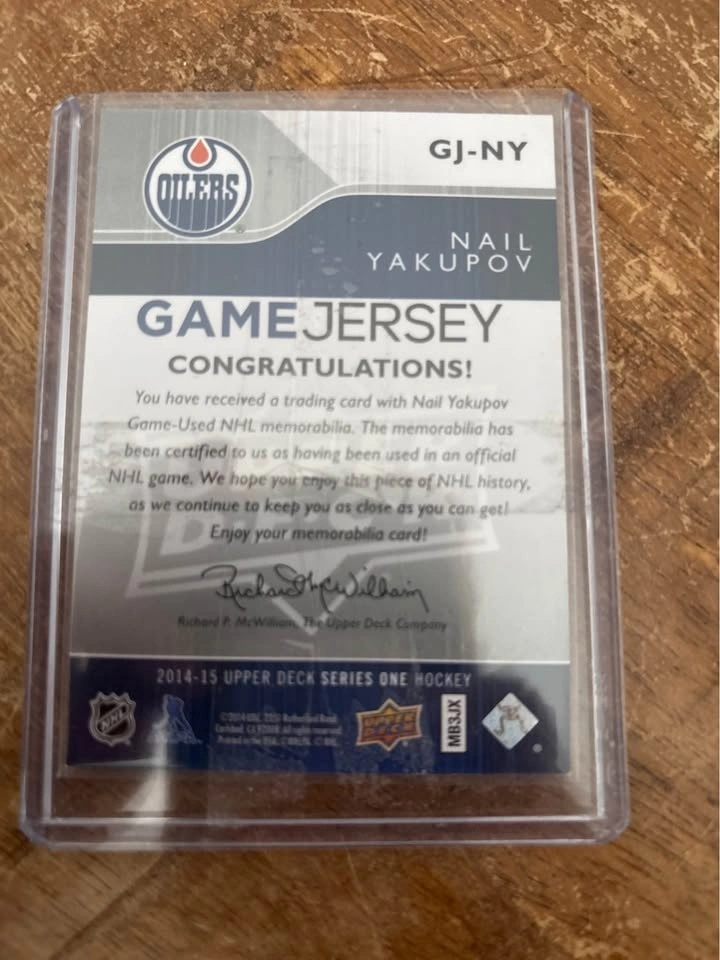 GJ-NY
OILERS
NAIL
YAKUPOV
GAMEJERSEY
CONGRATULATIONS!
You have received a trading card with Nail Yakupov
Game-Used NHL memorabilia. The memorabilia has
been certified to us as having been used in an official
NHL game. We hope you enjoy this piece of NHL history,
as we continue to keep you as close as you can get!
Enjoy your memorabilia card!
Richard P. McWilliam, The Upper Deck Company
2014-15 UPPER DECK SERIES ONE HOCKEY
NHL
UPPER
DECK
MB3JX